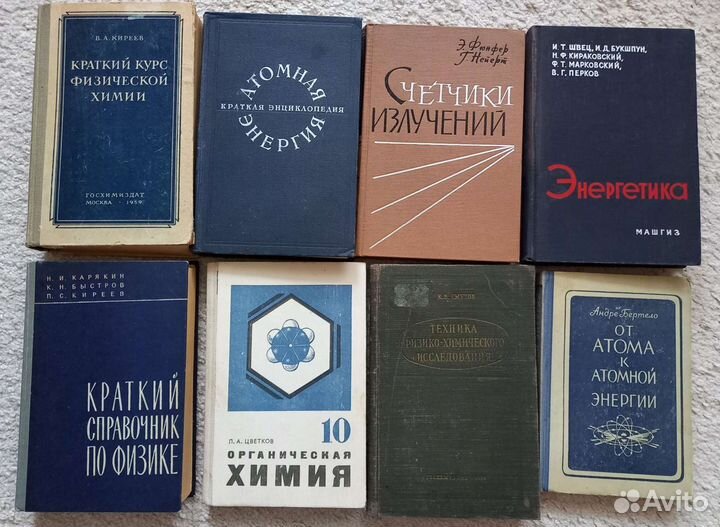 В. А. КИРЕЕВ
КРАТКИЙ КУРС
ФИЗИЧЕСКОЙ
ХИМИИ
ГОСХИМИЗДАТ
МОСКВА · 1959
АТОМНАЯ
КРАТКАЯ ЭНЦИКЛОПЕДИЯ
ЭНЕРГИЯ
Э. Фюнфер
Г. Нейерт
СЧЕТЧИКИ
ИЗЛУЧЕНИЙ
И. Т. ШВЕЦ, И. Д. БУКШПУН,
Н. Ф. КИРАКОВСКИЙ,
Ф. Т. МАРКОВСКИЙ,
В. Г. ПЕРКОВ
Энергетика
МАШГИЗ
Н. И. КАРЯКИН
К. Н. БЫСТРОВ
П. С. КИРЕЕВ
КРАТКИЙ
СПРАВОЧНИК
ПО ФИЗИКЕ
Л. А. ЦВЕТКОВ
10
ОРГАНИЧЕСКАЯ
ХИМИЯ
ТЕХНИКА
ФИЗИКО-ХИМИЧЕСКОГО
ИССЛЕДОВАНИЯ
Андре Бертело
ОТ
АТОМА
К
АТОМНОЙ
ЭНЕРГИИ
Avito